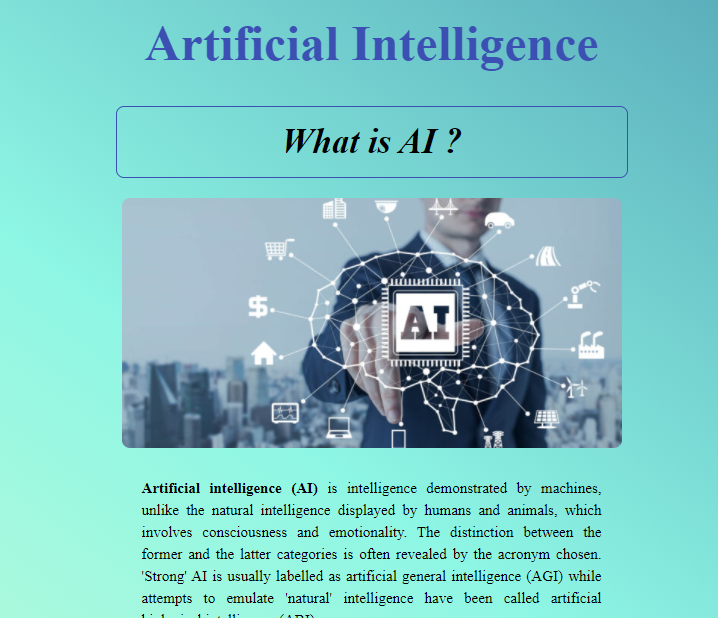 Artificial Intelligence
What is AI ?
AI
Artificial intelligence (AI) is intelligence demonstrated by machines,
unlike the natural intelligence displayed by humans and animals, which
involves consciousness and emotionality. The distinction between the
former and the latter categories is often revealed by the acronym chosen.
'Strong' AI is usually labelled as artificial general intelligence (AGI) while
attempts to emulate 'natural' intelligence have been called artificial